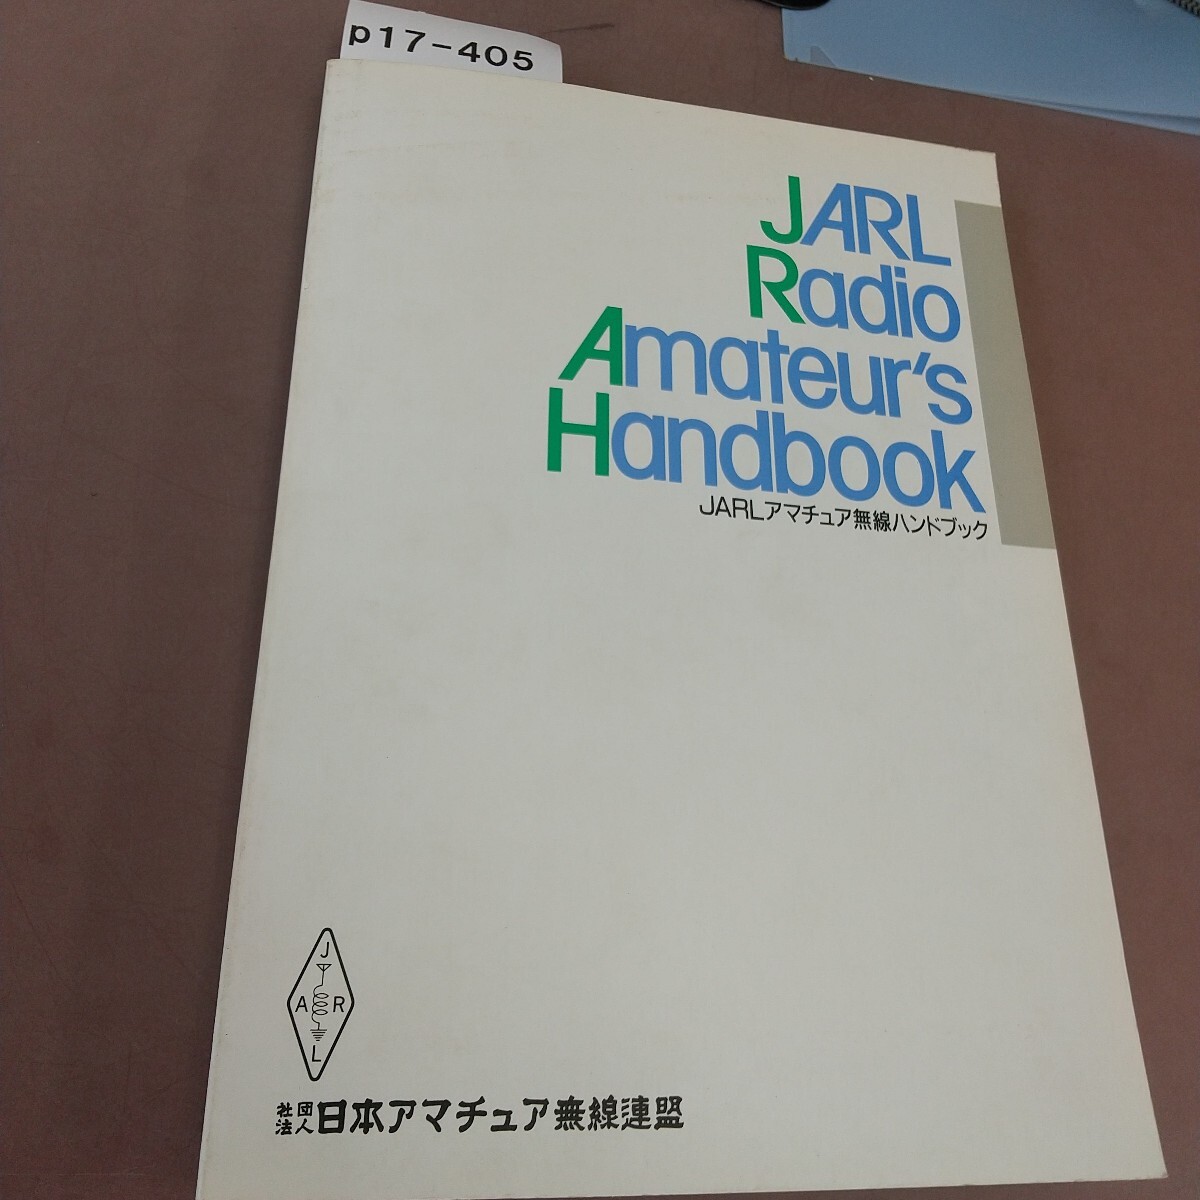 p17-405
JARL
Radio
Amateur's
Handbook
JARLアマチュア無線ハンドブック
J
A R
L
社団法人日本アマチュア無線連盟